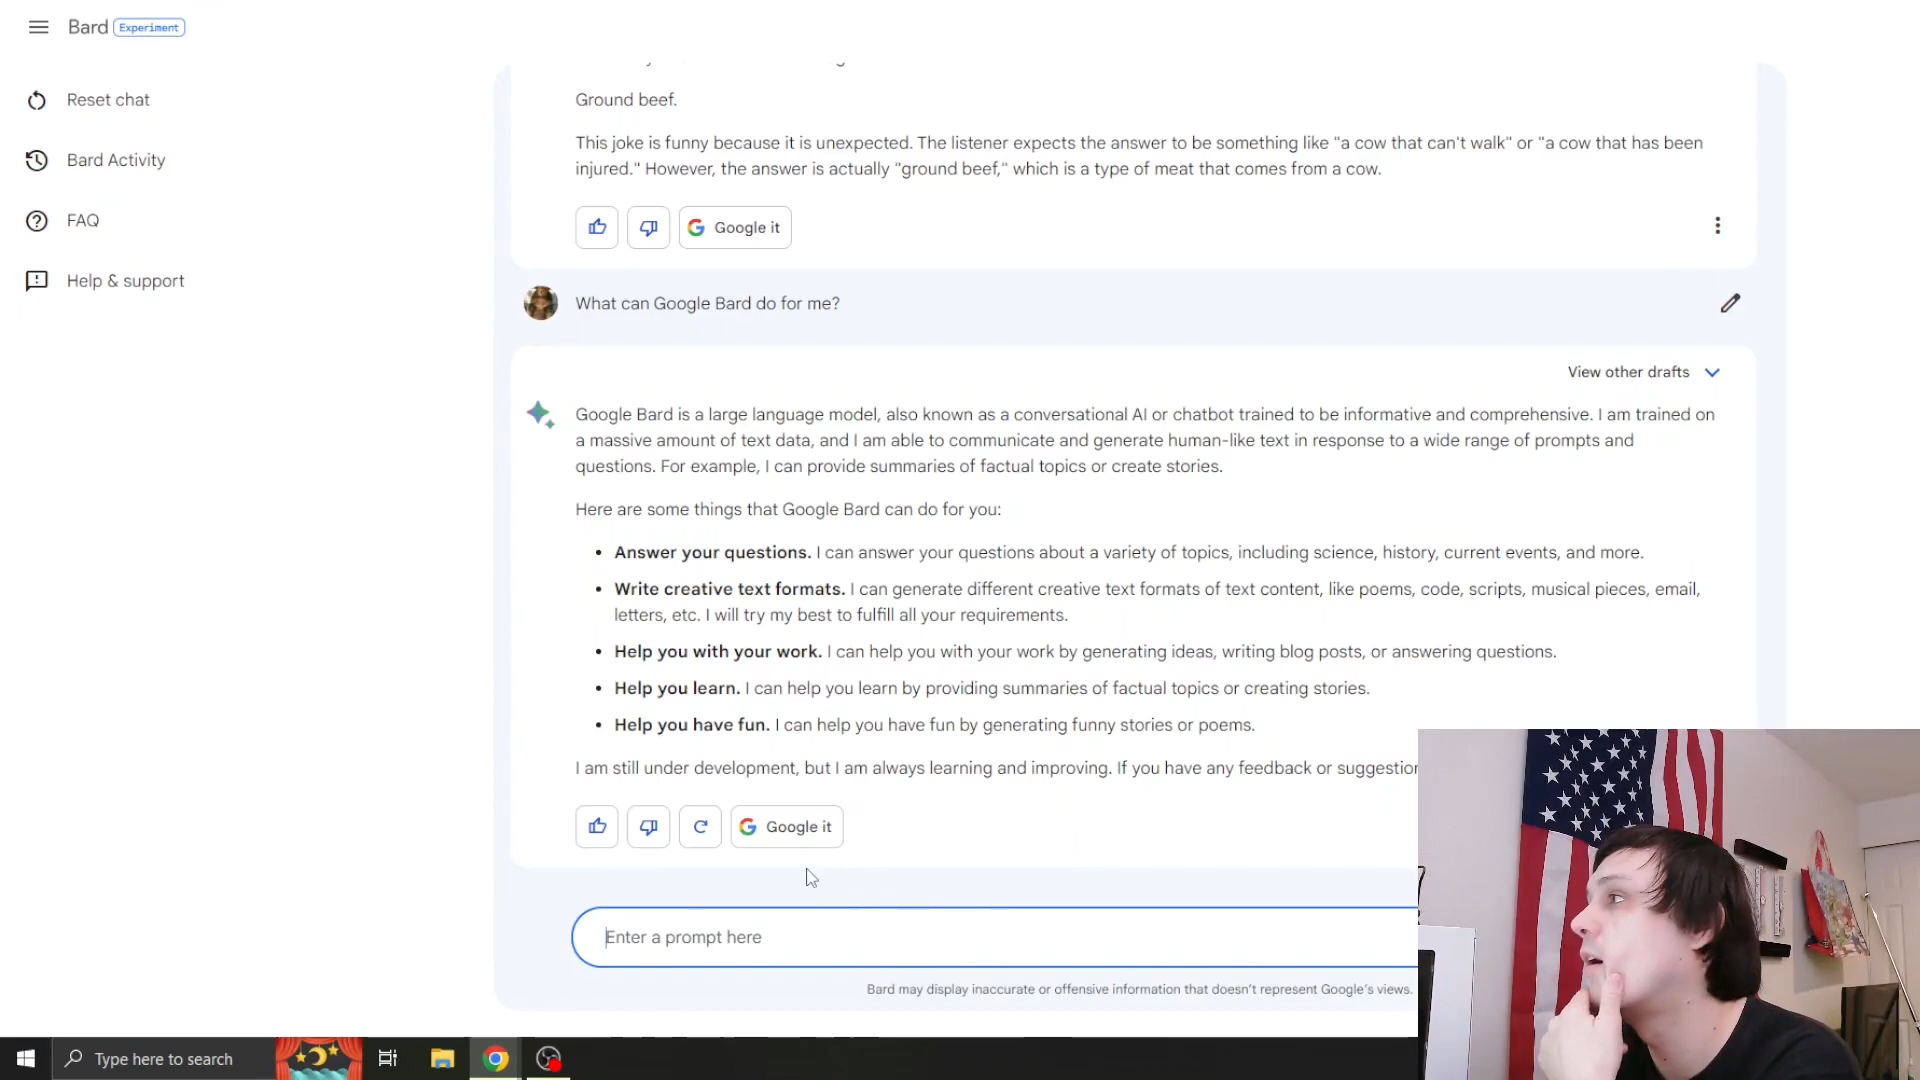 Bard Experiment
Reset chat
Bard Activity
FAQ
Help & support
Ground beef.
This joke is funny because it is unexpected. The listener expects the answer to be something like "a cow that can't walk" or "a cow that has been
injured." However, the answer is actually "ground beef," which is a type of meat that comes from a cow.
Google it
What can Google Bard do for me?
View other drafts
Google Bard is a large language model, also known as a conversational AI or chatbot trained to be informative and comprehensive. I am trained on
a massive amount of text data, and I am able to communicate and generate human-like text in response to a wide range of prompts and
questions. For example, I can provide summaries of factual topics or create stories.
Here are some things that Google Bard can do for you:
• Answer your questions. I can answer your questions about a variety of topics, including science, history, current events, and more.
• Write creative text formats. I can generate different creative text formats of text content, like poems, code, scripts, musical pieces, email,
letters, etc. I will try my best to fulfill all your requirements.
• Help you with your work. I can help you with your work by generating ideas, writing blog posts, or answering questions.
• Help you learn. I can help you learn by providing summaries of factual topics or creating stories.
• Help you have fun. I can help you have fun by generating funny stories or poems.
I am still under development, but I am always learning and improving. If you have any feedback or
Google it
Enter a prompt here
Bard may display inaccurate or offensive information that doesn't represent Google's views.
Type here to search